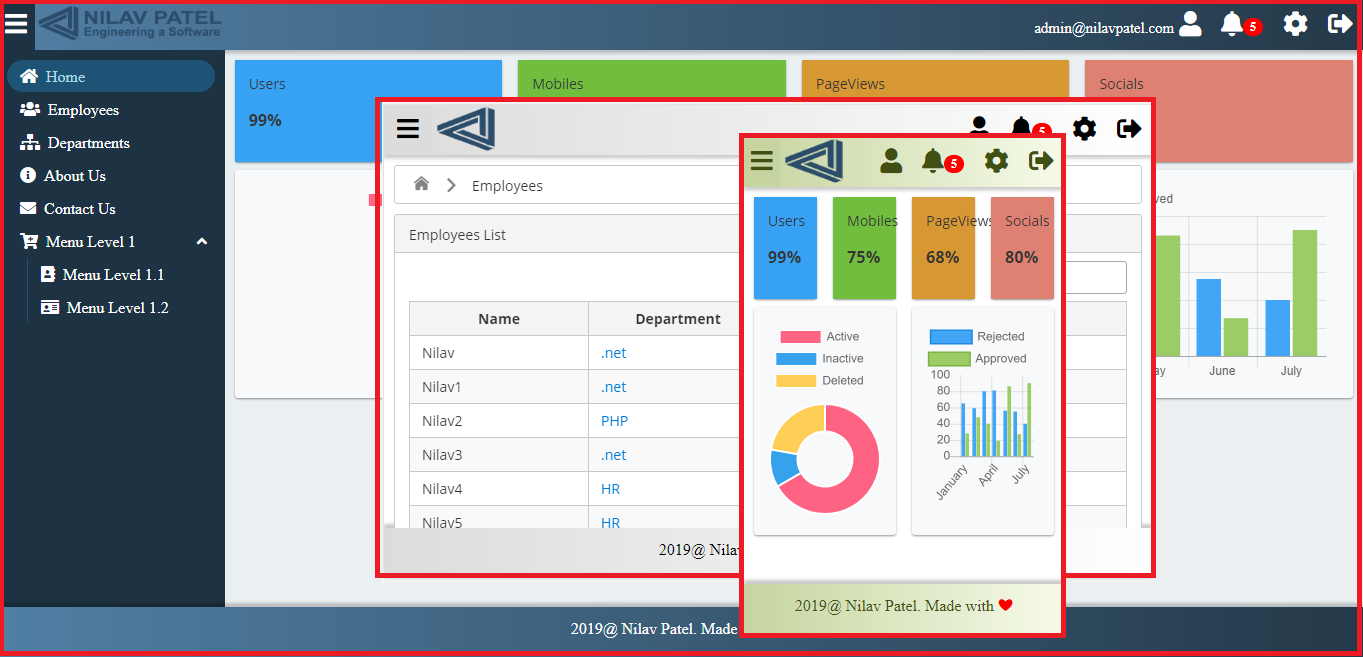 NILAV PATEL
Engineering a Software
admin@nilavpatel.com
5
Home
Employees
Departments
About Us
Contact Us
Menu Level 1
Menu Level 1.1
Menu Level 1.2
Users
99%
Mobiles
PageViews
Socials
June
July
2019@ Nilav Patel. Made
5
Employees
Employees List
Name
Department
Nilav
.net
Nilav1
.net
Nilav2
PHP
Nilav3
.net
Nilav4
HR
Nilav5
HR
2019@ Nilav
5
Users
99%
Mobiles
75%
PageViews
68%
Socials
80%
Active
Inactive
Deleted
Rejected
Approved
100
80
60
40
20
0
January
April
July
2019@ Nilav Patel. Made with